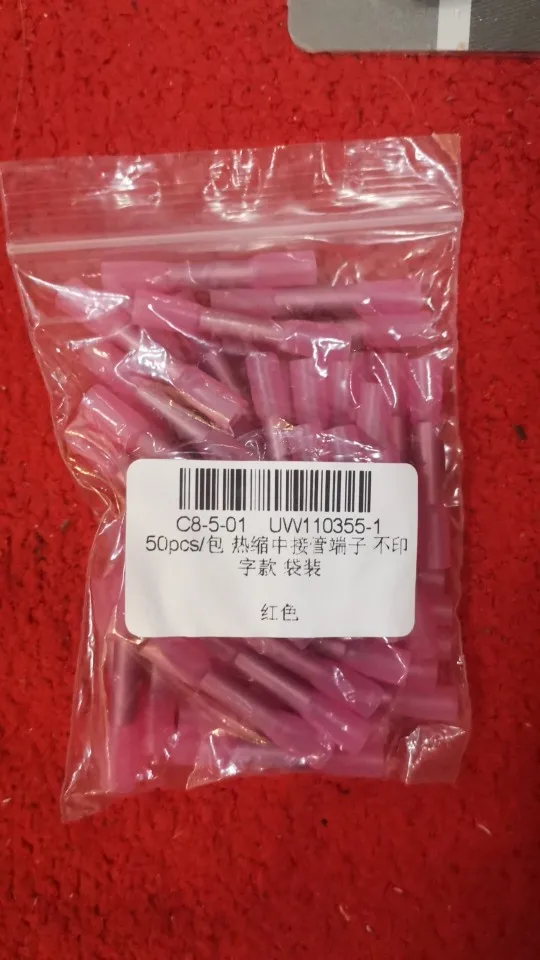 C8-5-01 UW110355-1
50pcs/包 热缩中接管端子 不印
字款 袋装
红色